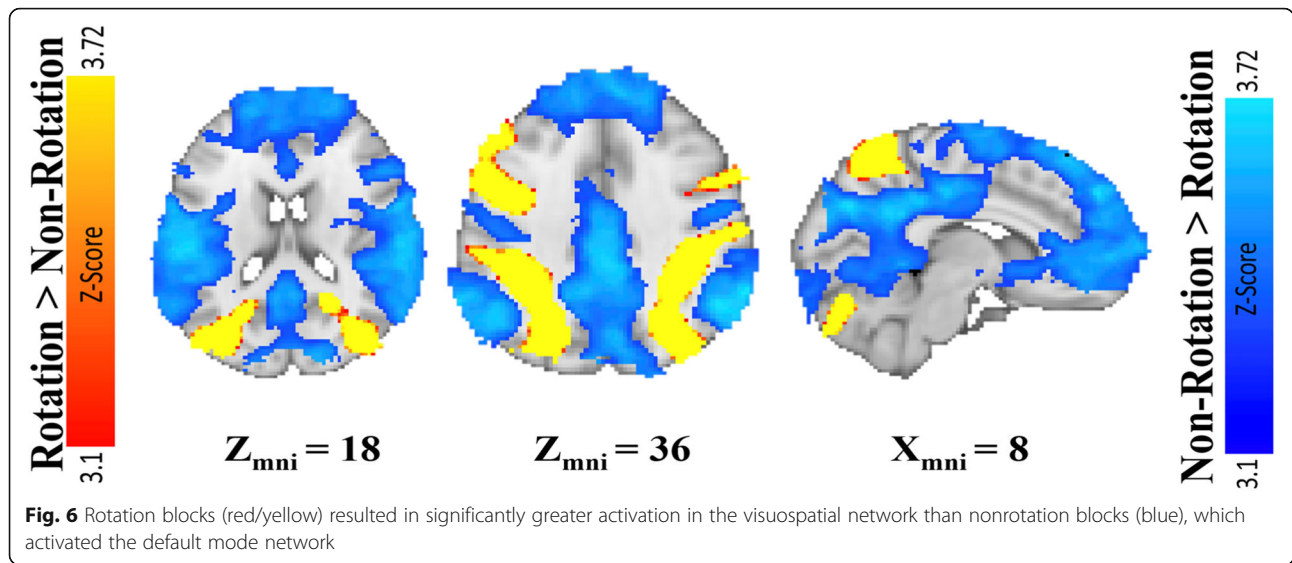 Rotation > Non-Rotation
Z-Score
3.72
3.1
Non-Rotation > Rotation
Z-Score
3.72
3.1
Zmni = 18
Zmni = 36
Xmni = 8
Fig. 6 Rotation blocks (red/yellow) resulted in significantly greater activation in the visuospatial network than nonrotation blocks (blue), which
activated the default mode network